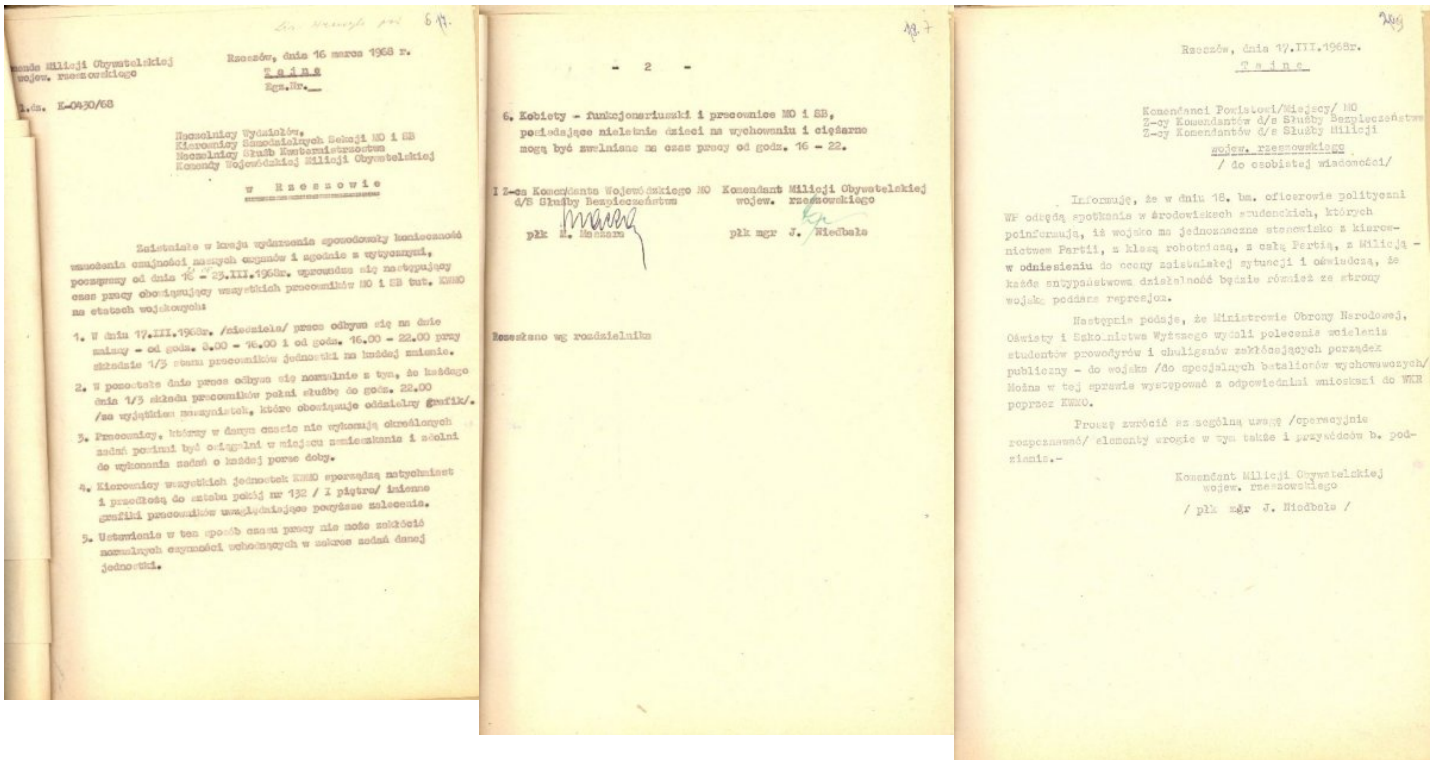 6 17.
Rzeszów, dnia 16 marca 1968 r.
Tajne
Egz.Nr.__
Milicji Obywatelskiej
wojew. rzeszowskiego
l.dz. K-0430/68
Naczelnicy Wydziałów,
Kierownicy Samodzielnych Sekcji MO i SB
Naczelnicy Służb Kwatermistrzostwa
Komendy Wojewódzkiej Milicji Obywatelskiej
w Rzeszowie
Zaistniałe w kraju wydarzenia spowodowały konieczność
wzmożenia czujności naszych organów i zgodnie z wytycznymi,
począwszy od dnia 16 - 23.III.1968r. wprowadza się następujący
czas pracy obowiązujący wszystkich pracowników MO i SB tut. KWMO
na etatach wojskowych:
1. W dniu 17.III.1968r. /niedziela/ praca odbywa się na dwie
zmiany - od godz. 8.00 - 16.00 i od godz. 16.00 - 22.00 przy
składzie 1/3 stanu pracowników jednostki na każdej zmianie.
2. W pozostałe dnie praca odbywa się normalnie z tym, że każdego
dnia 1/3 składu pracowników pełni służbę do godz. 22.00
/za wyjątkiem maszynistek, które obowiązuje oddzielny grafik/.
3. Pracownicy, którzy w danym czasie nie wykonują określonych
zadań powinni być osiągalni w miejscu zamieszkania i zdolni
do wykonania zadań o każdej porze doby.
4. Kierownicy wszystkich jednostek KWMO sporządzą natychmiast
i przedłożą do sztabu pokój nr 132 / I piętro/ imienne
grafiki pracowników uwzględniające powyższe zalecenia.
5. Ustawienie w ten sposób czasu pracy nie może zakłócić
normalnych czynności wchodzących w zakres zadań danej
jednostki.
- 2 -
6. Kobiety - funkcjonariuszki i pracownice MO i SB,
posiadające nieletnie dzieci na wychowaniu i ciężarne
mogą być zwolnione na czas pracy od godz. 16 - 22.
I Z-ca Komendanta Wojewódzkiego MO
d/S Służby Bezpieczeństwa
płk M. Machara
Komendant Milicji Obywatelskiej
wojew. rzeszowskiego
płk mgr J. Niedbała
Rozesłano wg rozdzielnika
Rzeszów, dnia 17.III.1968r.
Tajne
Komendanci Powiatowi/Miejscy/ MO
Z-cy Komendantów d/s Służby Bezpieczeństwa
Z-cy Komendantów d/s Służby Milicji
wojew. rzeszowskiego
/ do osobistej wiadomości/
Informuję, że w dniu 18. bm. oficerowie polityczni
WP odbędą spotkania w środowiskach studenckich, których
poinformują, iż wojsko ma jednoznaczne stanowisko z kierow-
nictwem Partii, z klasą robotniczą, z całą Partią, z Milicją -
w odniesieniu do oceny zaistniałej sytuacji i oświadczą, że
każda antypaństwowa działalność będzie również ze strony
wojska poddana represjom.
Następnie podaję, że Ministrowie Obrony Narodowej,
Oświaty i Szkolnictwa Wyższego wydali polecenie wcielenia
studentów prowodyrów i chuliganów zakłócających porządek
publiczny - do wojska /do specjalnych batalionów wychowawczych/
Można w tej sprawie występować z odpowiednimi wnioskami do WKR
poprzez KWMO.
Proszę zwrócić szczególną uwagę /operacyjnie
rozpoznawać/ elementy wrogie w tym także i przywódców b. pod-
ziemia.-
Komendant Milicji Obywatelskiej
wojew. rzeszowskiego
/ płk mgr J. Niedbała /